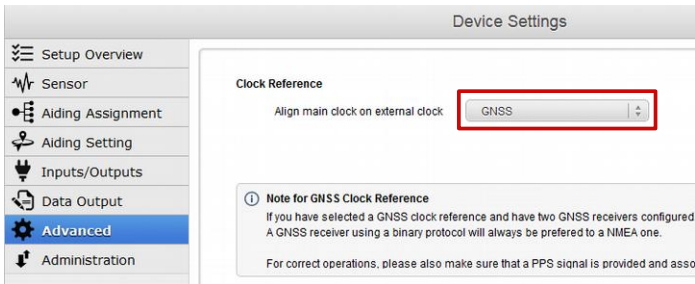 Device Settings
Setup Overview
Sensor
Aiding Assignment
Aiding Setting
Inputs/Outputs
Data Output
Advanced
Administration
Clock Reference
Align main clock on external clock
GNSS
Note for GNSS Clock Reference
If you have selected a GNSS clock reference and have two GNSS receivers configured
A GNSS receiver using a binary protocol will always be prefered to a NMEA one.
For correct operations, please also make sure that a PPS signal is provided and asso